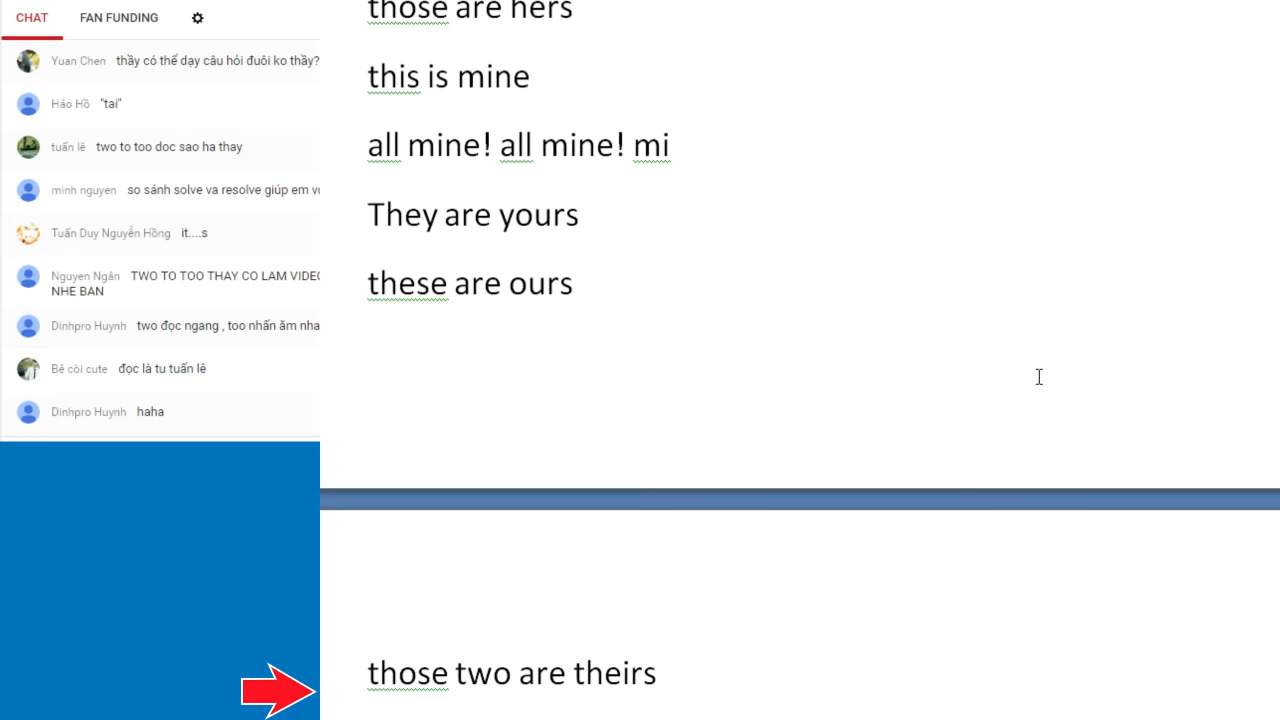 CHAT FAN FUNDING
Yuan Chen thầy có thể dạy câu hỏi đuôi ko thầy?
Hảo Hồ "tai"
tuấn lê two to too doc sao ha thay
minh nguyen so sánh solve va resolve giúp em vớ
Tuấn Duy Nguyễn Hồng it....s
Nguyen Ngân TWO TO TOO THAY CO LAM VIDEO
NHE BAN
Dinhpro Huynh two đọc ngang , too nhấn ăm nha
Bê còi cute đọc là tu tuấn lê
Dinhpro Huynh haha
those are hers
this is mine
all mine! all mine! mi
They are yours
these are ours
those two are theirs